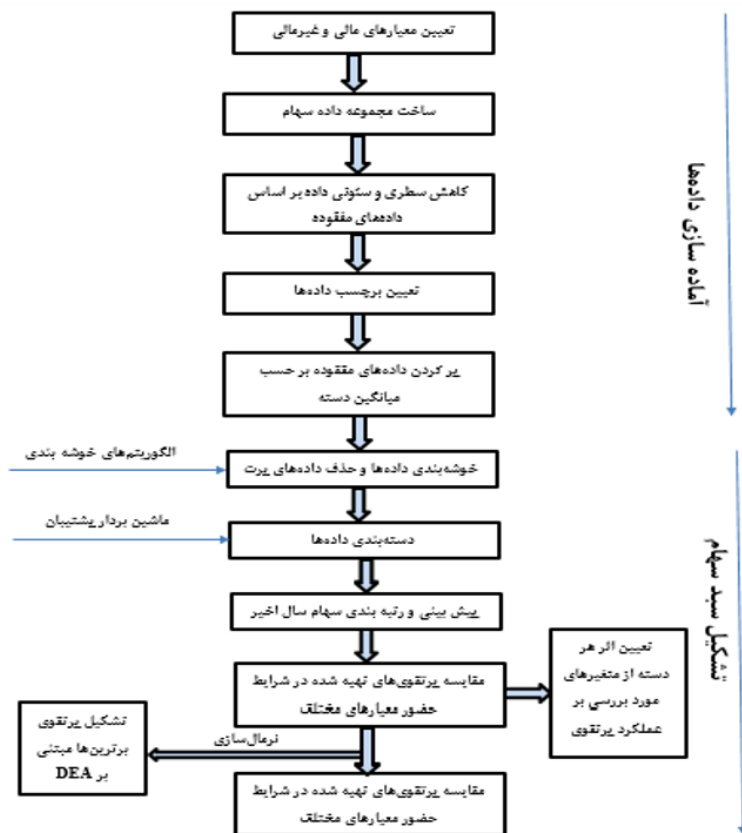 تعیین معیارهای مالی و غیرمالی
ساخت مجموعه داده سهام
کاهش سطری و ستونی داده بر اساس
داده‌های مفقوده
تعیین برچسب داده‌ها
پر کردن داده‌های مفقوده بر حسب
میانگین دسته
آماده سازی داده‌ها
الگوریتم‌های خوشه بندی
خوشه‌بندی داده‌ها و حذف داده‌های پرت
ماشین بردار پشتیبان
دسته‌بندی داده‌ها
پیش بینی و رتبه بندی سهام سال اخیر
تشکیل سبد سهام
مقایسه پرتفوی‌های تهیه شده در شرایط
حضور معیارهای مختلف
تعیین اثر هر
دسته از متغیرهای
مورد بررسی بر
عملکرد پرتفوی
نرمال‌سازی
تشکیل پرتفوی
برترین‌ها مبتنی
بر DEA
مقایسه پرتفوی‌های تهیه شده در شرایط
حضور معیارهای مختلف